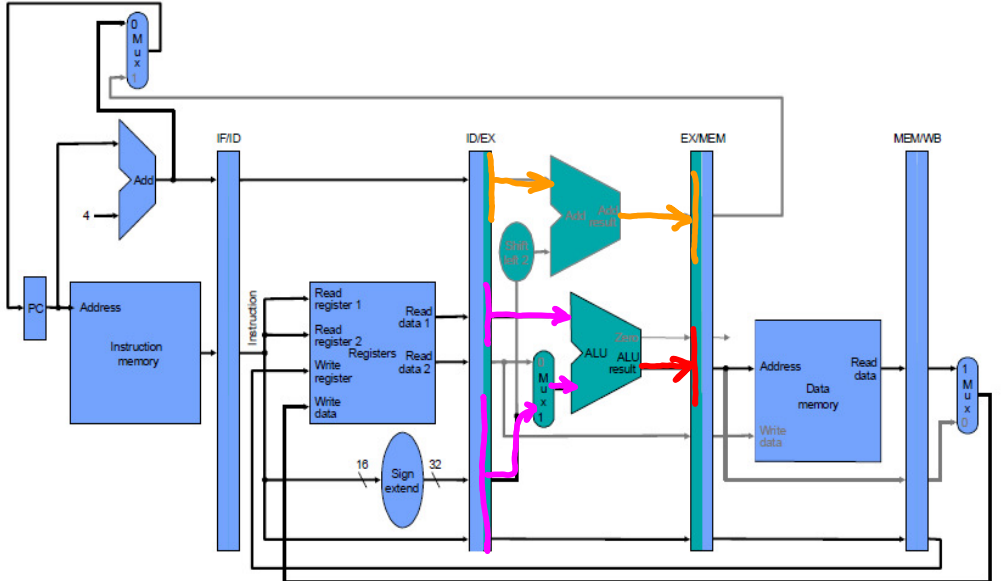 0
M
u
x
1
IF/ID
ID/EX
EX/MEM
MEM/WB
Add
4
Add
Add
result
Shift
left 2
PC
Address
Instruction
memory
Instruction
Read
register 1
Read
register 2
Registers
Write
register
Write
data
Read
data 1
Read
data 2
0
M
u
x
1
Zero
ALU
ALU
result
Address
Read
data
Data
memory
Write
data
1
M
u
x
0
16
Sign
extend
32